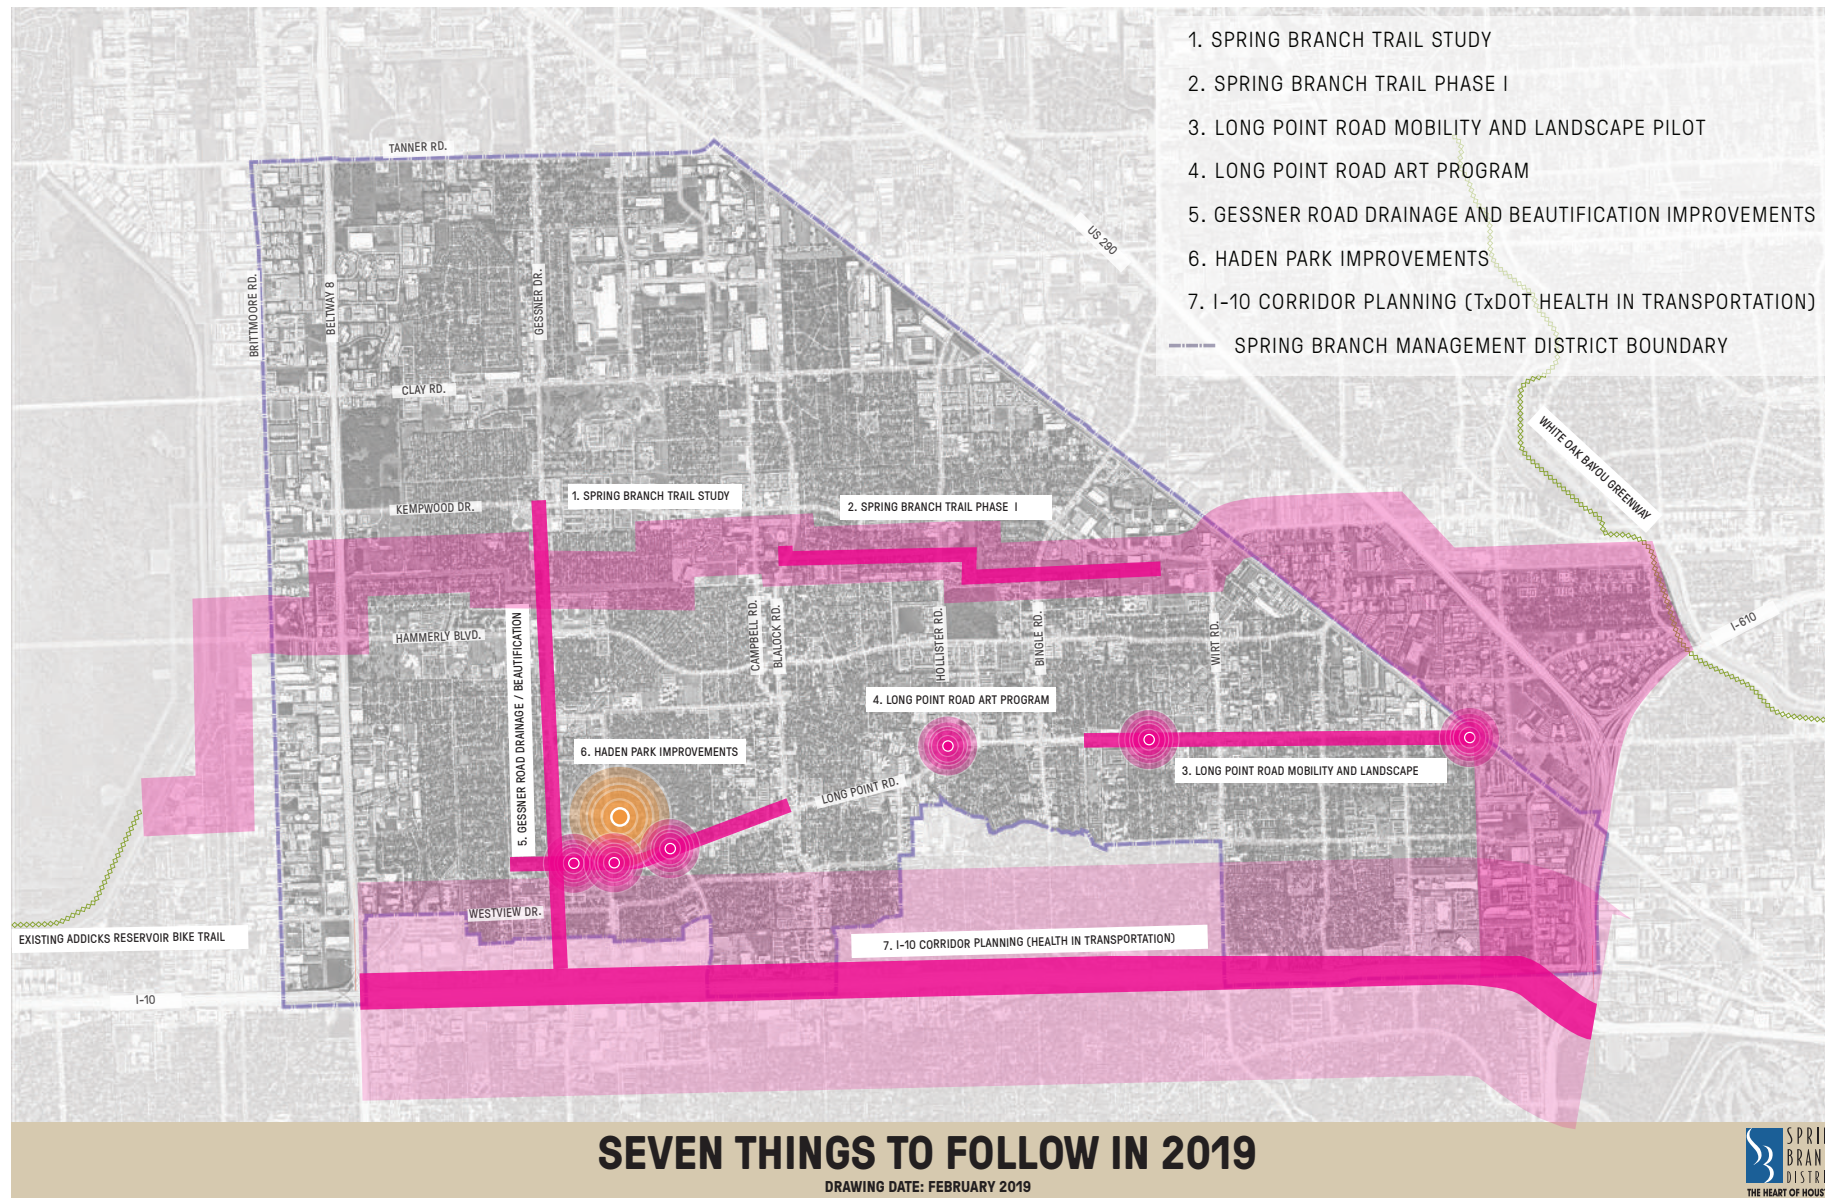 1. SPRING BRANCH TRAIL STUDY
2. SPRING BRANCH TRAIL PHASE I
3. LONG POINT ROAD MOBILITY AND LANDSCAPE PILOT
4. LONG POINT ROAD ART PROGRAM
5. GESSNER ROAD DRAINAGE AND BEAUTIFICATION IMPROVEMENTS
6. HADEN PARK IMPROVEMENTS
7. I-10 CORRIDOR PLANNING (TxDOT HEALTH IN TRANSPORTATION)
SPRING BRANCH MANAGEMENT DISTRICT BOUNDARY
TANNER RD.
US 290
BRITTMOORE RD.
BELTWAY 8
GESSNER DR.
CLAY RD.
WHITE OAK BAYOU GREENWAY
KEMPWOOD DR.
1. SPRING BRANCH TRAIL STUDY
2. SPRING BRANCH TRAIL PHASE I
HAMMERLY BLVD.
5. GESSNER ROAD DRAINAGE / BEAUTIFICATION
CAMPBELL RD.
BLALOCK RD.
HOLLISTER RD.
BINGLE RD.
WIRT RD.
I-610
4. LONG POINT ROAD ART PROGRAM
6. HADEN PARK IMPROVEMENTS
3. LONG POINT ROAD MOBILITY AND LANDSCAPE
LONG POINT RD.
WESTVIEW DR.
EXISTING ADDICKS RESERVOIR BIKE TRAIL
7. I-10 CORRIDOR PLANNING (HEALTH IN TRANSPORTATION)
I-10
SEVEN THINGS TO FOLLOW IN 2019
DRAWING DATE: FEBRUARY 2019
SPRI
BRAN
DISTR
THE HEART OF HOUS